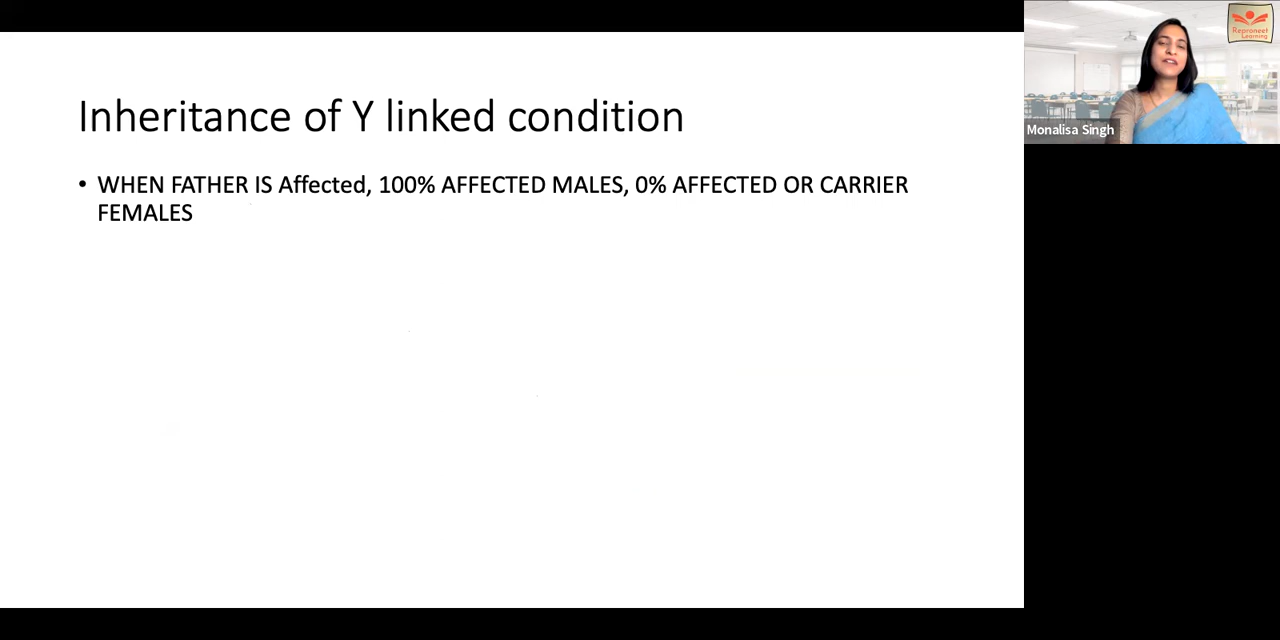 Inheritance of Y linked condition
• WHEN FATHER IS Affected, 100% AFFECTED MALES, 0% AFFECTED OR CARRIER
FEMALES
Monalisa Singh
Reproneet
Learning